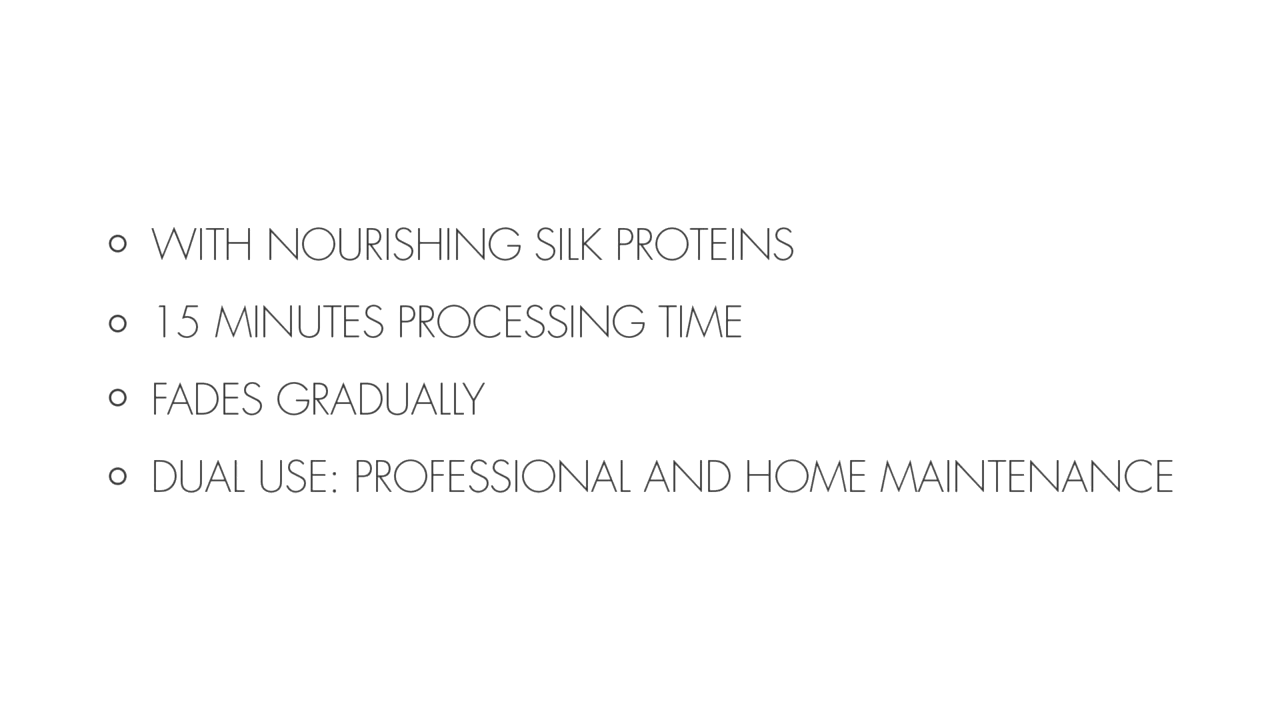 WITH NOURISHING SILK PROTEINS
15 MINUTES PROCESSING TIME
FADES GRADUALLY
DUAL USE: PROFESSIONAL AND HOME MAINTENANCE